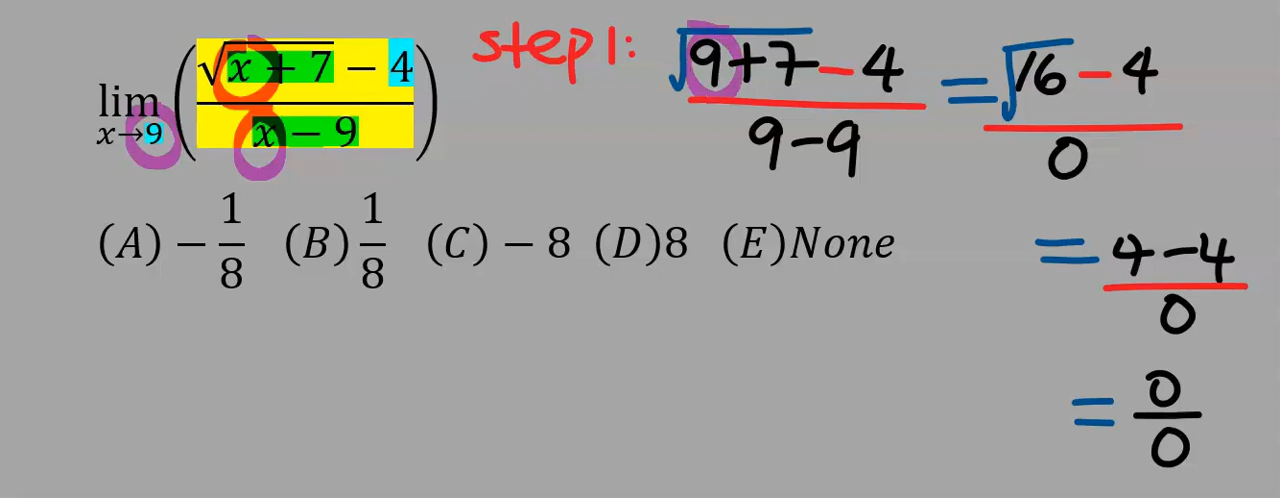 lim x→9 (√(x + 7) − 4 / x − 9)
step1: √(9+7) − 4 / 9−9 = √16 − 4 / 0
(A) − 1/8 (B) 1/8 (C) − 8 (D)8 (E)None
= 4−4 / 0
= 0/0